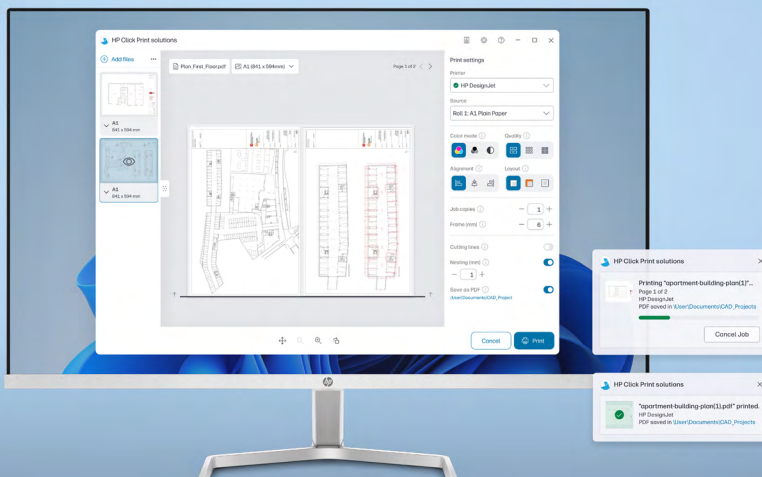 HP Click Print solutions
Add files
A1
841 x 594 mm
A1
841 x 594 mm
Plan_First_Floor.pdf
A1 (841 x 594mm)
Page 1 of 2
Print settings
Printer
HP DesignJet
Source
Roll 1: A1 Plain Paper
Color mode
Quality
Alignment
Layout
Job copies
1
Frame (mm)
6
Cutting lines
Nesting (mm)
1
Save as PDF
/User/Documents/CAD_Project
Cancel
Print
hp
HP Click Print solutions
Printing "apartment-building-plan(1)"...
Page 1 of 2
HP DesignJet
PDF saved in \User\Documents\CAD_Projects
Cancel Job
HP Click Print solutions
"apartment-building-plan(1).pdf" printed.
HP DesignJet
PDF saved in \User\Documents\CAD_Projects